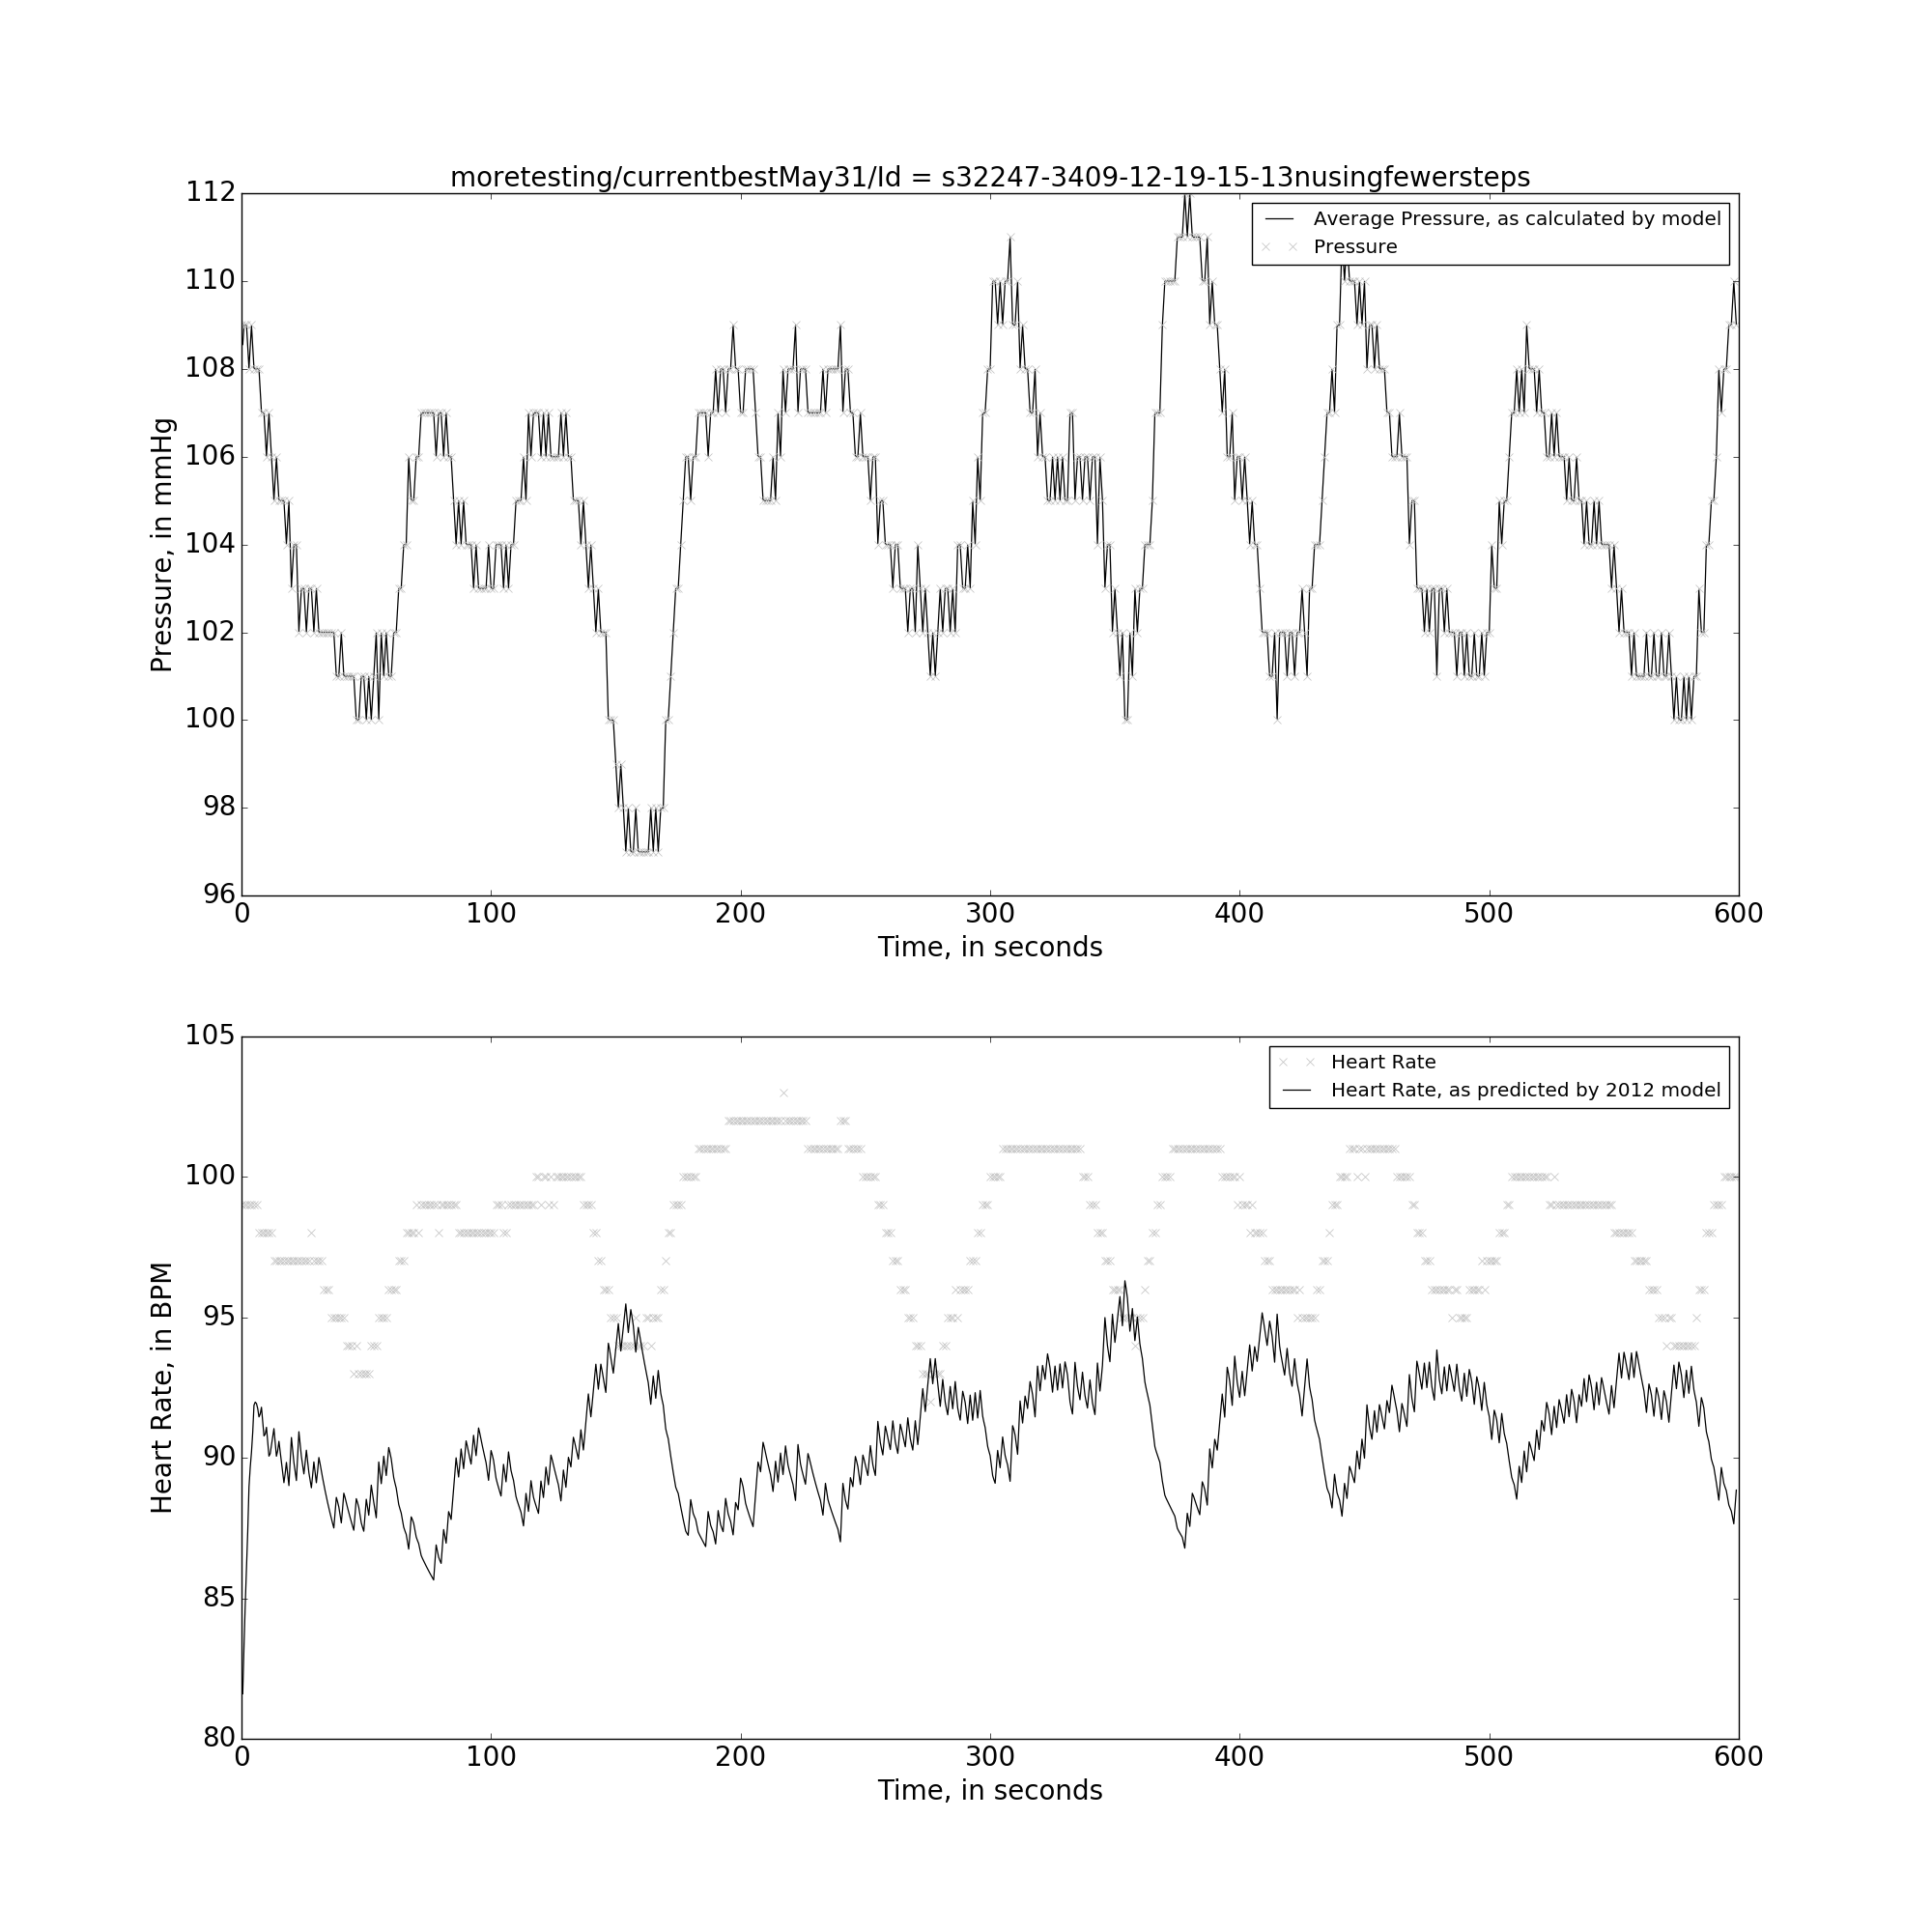 moretesting/currentbestMay31/Id = s32247-3409-12-19-15-13nusingfewersteps
112
110
108
106
104
102
100
98
96
Pressure, in mmHg
Average Pressure, as calculated by model
Pressure
0 100 200 300 400 500 600
Time, in seconds
105
100
95
90
85
80
Heart Rate, in BPM
Heart Rate
Heart Rate, as predicted by 2012 model
0 100 200 300 400 500 600
Time, in seconds